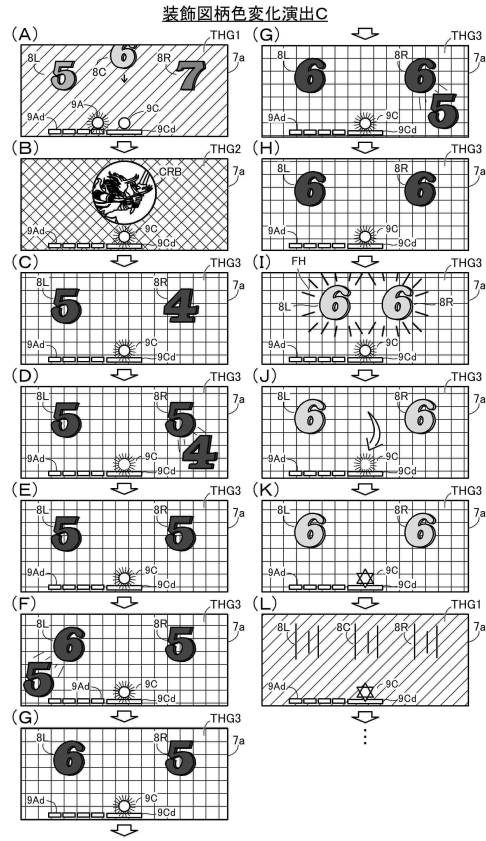 装飾図柄色変化演出C
(A)
THG1
8L
5
8C
6
8R
7
7a
9A
9C
9Ad
9Cd
(B)
THG2
CRB
7a
9C
9Ad
9Cd
(C)
THG3
8L
5
8R
4
7a
9C
9Ad
9Cd
(D)
THG3
8L
5
8R
5
4
7a
9C
9Ad
9Cd
(E)
THG3
8L
5
8R
5
7a
9C
9Ad
9Cd
(F)
THG3
8L
6
5
8R
5
7a
9Ad
9C
9Cd
(G)
THG3
8L
6
8R
5
7a
9C
9Ad
9Cd
(G)
THG3
8L
6
8R
6
5
7a
9C
9Ad
9Cd
(H)
THG3
8L
6
8R
6
7a
9C
9Ad
9Cd
(I)
THG3
FH
8L
6
6
8R
7a
9C
9Ad
9Cd
(J)
THG3
8L
6
8R
6
7a
9C
9Ad
9Cd
(K)
THG3
8L
6
8R
6
7a
9C
9Ad
9Cd
(L)
THG1
8L
8C
8R
7a
9C
9Ad
9Cd